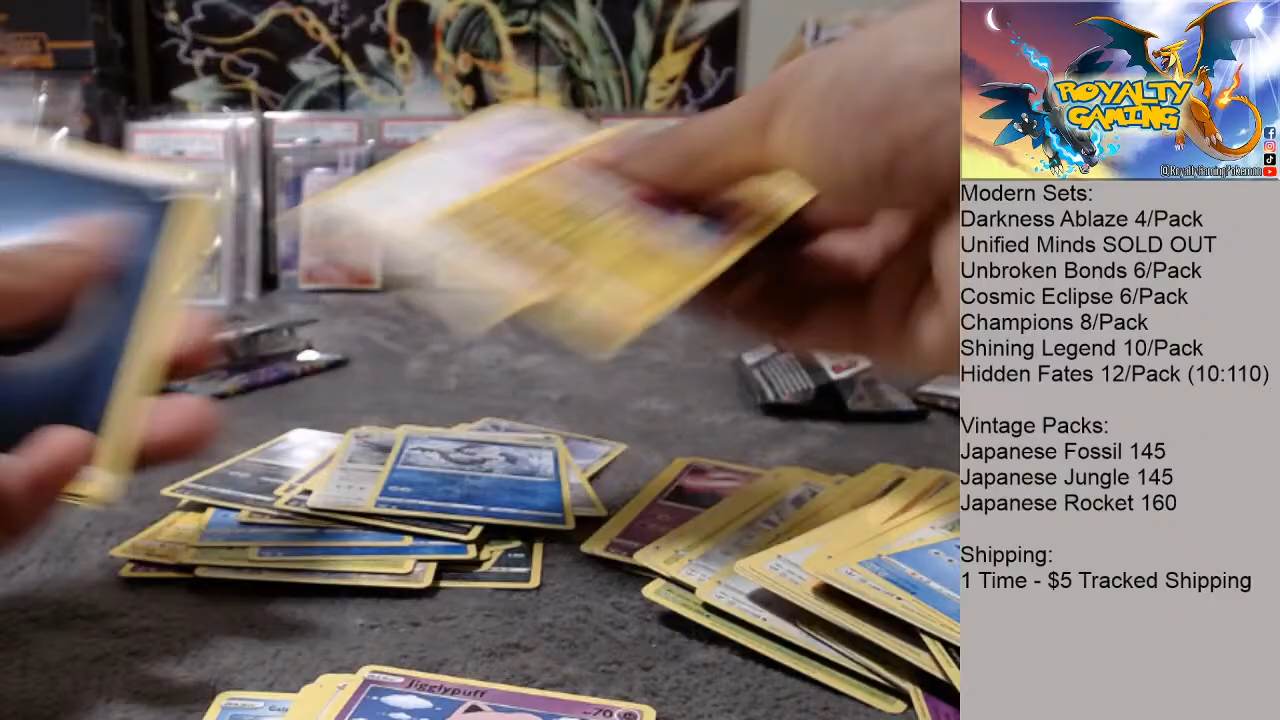 ROYALTY
GAMING
@RoyaltyGamingPokemon
Modern Sets:
Darkness Ablaze 4/Pack
Unified Minds SOLD OUT
Unbroken Bonds 6/Pack
Cosmic Eclipse 6/Pack
Champions 8/Pack
Shining Legend 10/Pack
Hidden Fates 12/Pack (10:110)
Vintage Packs:
Japanese Fossil 145
Japanese Jungle 145
Japanese Rocket 160
Shipping:
1 Time - $5 Tracked Shipping
Jigglypuff
70